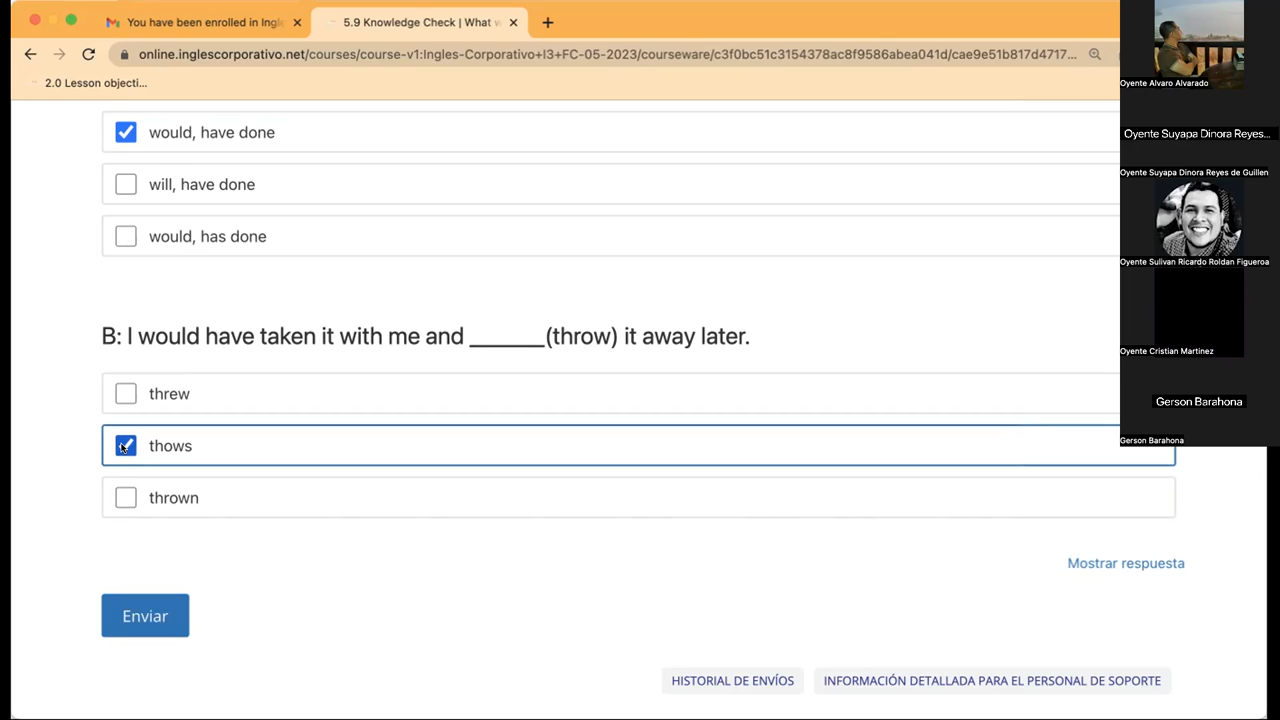 You have been enrolled in Ingl
5.9 Knowledge Check | What w
online.inglescorporativo.net/courses/course-v1:Ingles-Corporativo+I3+FC-05-2023/courseware/c3f0bc51c3154378ac8f9586abea041d/cae9e51b817d4717...
2.0 Lesson objecti...
would, have done
will, have done
would, has done
B: I would have taken it with me and _______(throw) it away later.
threw
thows
thrown
Mostrar respuesta
Enviar
HISTORIAL DE ENVÍOS
INFORMACIÓN DETALLADA PARA EL PERSONAL DE SOPORTE
Oyente Alvaro Alvarado
Oyente Suyapa Dinora Reyes...
Oyente Suyapa Dinora Reyes de Guillen
Oyente Sulivan Ricardo Roldan Figueroa
Oyente Cristian Martinez
Gerson Barahona
Gerson Barahona